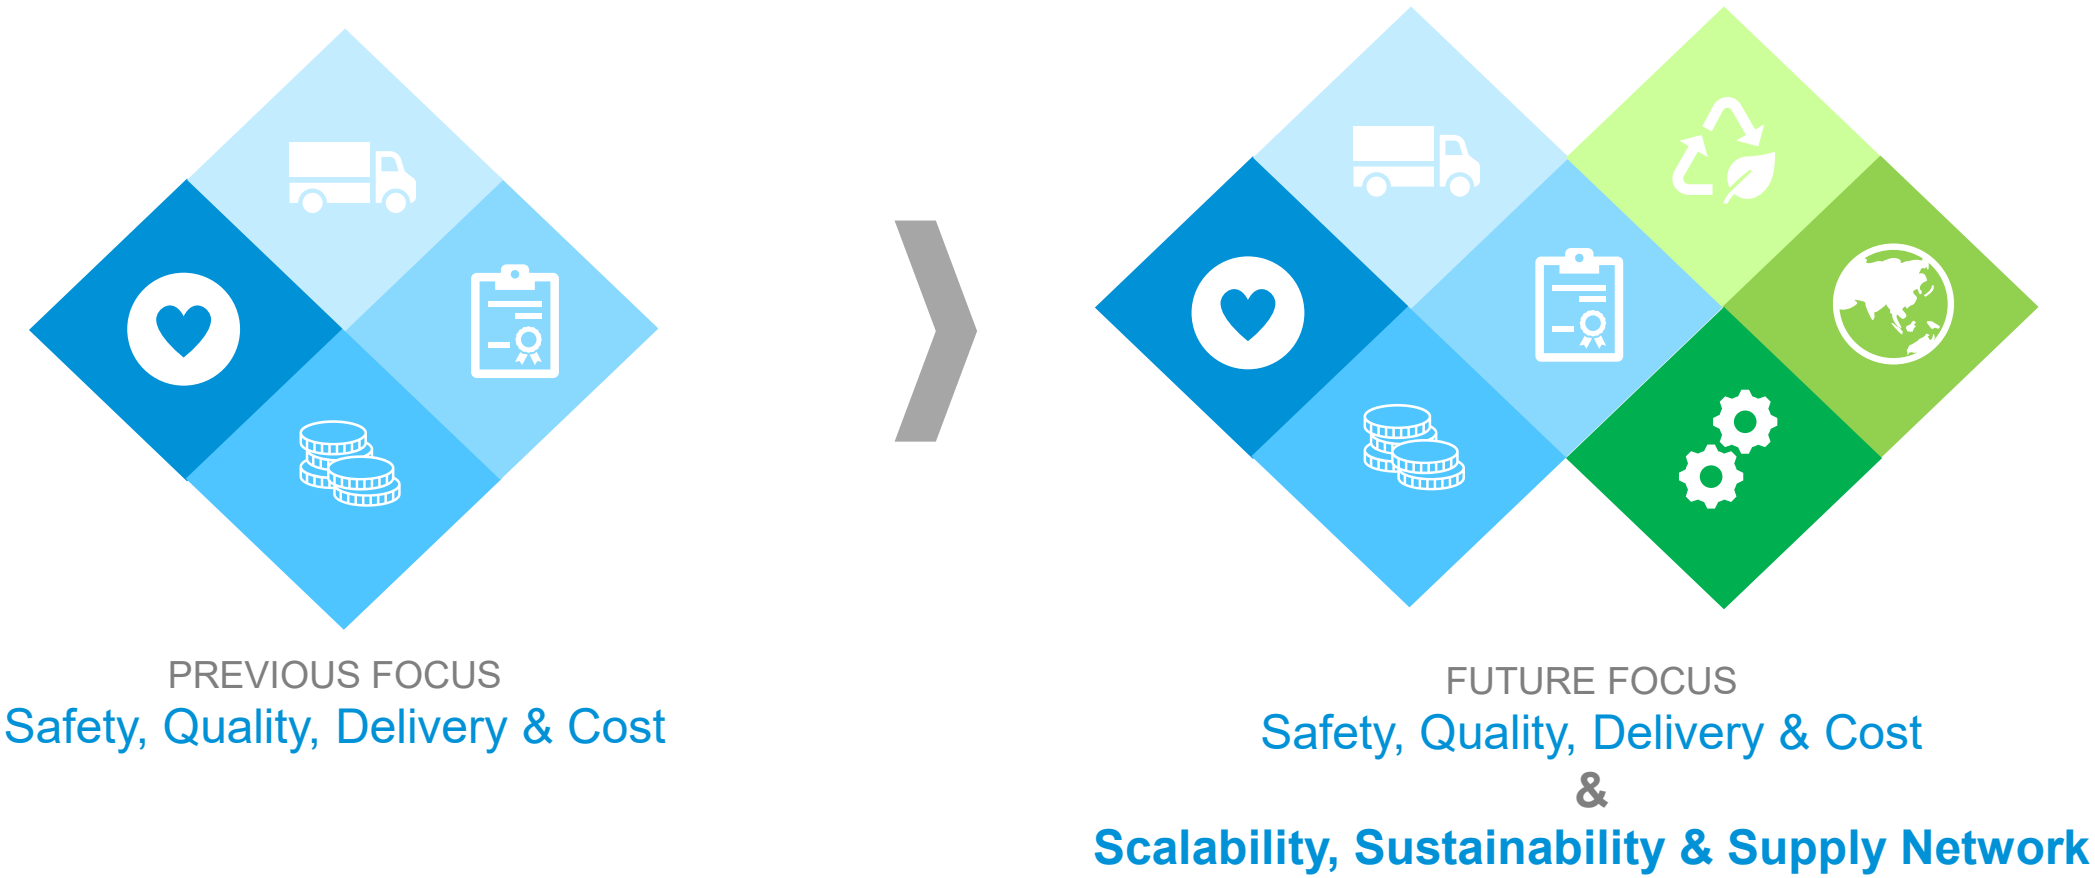 PREVIOUS FOCUS
Safety, Quality, Delivery & Cost
FUTURE FOCUS
Safety, Quality, Delivery & Cost
&
Scalability, Sustainability & Supply Network